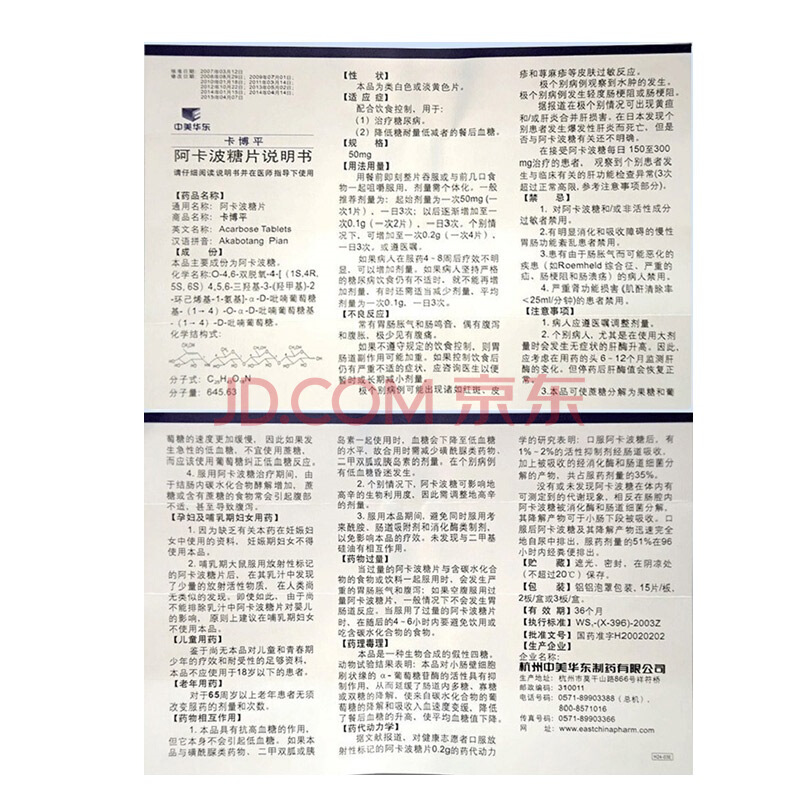 核准日期：2007年03月12日
修改日期：2008年08月29日；2009年07月01日；
2010年01月18日；2011年04月04日；
2012年10月22日；2013年08月02日；
2014年01月15日；2014年04月14日；
2015年04月07日
中美华东
卡博平
阿卡波糖片说明书
请仔细阅读说明书并在医师指导下使用
【药品名称】
通用名称：阿卡波糖片
商品名称：卡博平
英文名称：Acarbose Tablets
汉语拼音：Akabotang Pian
【成　份】
本品主要成份为阿卡波糖。
化学名称：O-4,6-双脱氧-4-[（1S,4R,
5S, 6S）4,5,6-三羟基-3-(羟甲基)-2
-环己烯基-1-氨基]-α-D-吡喃葡萄糖
基-（1→4）-O-α-D-吡喃葡萄糖基
-（1→4）-D-吡喃葡萄糖。
化学结构式：
分子式：C25H43O18N
分子量：645.63
【性　状】
本品为类白色或淡黄色片。
【适 应 症】
配合饮食控制，用于：
（1）治疗糖尿病。
（2）降低糖耐量低减者的餐后血糖。
【规　格】
50mg
【用法用量】
用餐前即刻整片吞服或与前几口食
物一起咀嚼服用，剂量需个体化。一般
推荐剂量为：起始剂量为一次50mg (一
次1片)，一日3次；以后逐渐增加至一
次0.1g（一次2片），一日3次。个别情
况下，可增加至一次0.2g（一次4片），
一日3次。或遵医嘱。
如果病人在服药4-8周后疗效不明
显，可以增加剂量。如果病人坚持严格
的糖尿病饮食仍有不适时，就不能再增
加剂量，有时还需适当减少剂量，平均
剂量为一次0.1g，一日3次。
【不良反应】
常有胃肠胀气和肠鸣音，偶有腹泻
和腹胀，极少见有腹痛。
如果不遵守规定的饮食控制，则胃
肠道副作用可能加重。如果控制饮食后
仍有严重不适的症状，应咨询医生以便
暂时或长期减小剂量。
极个别病例可能出现诸如红斑、皮
疹和荨麻疹等皮肤过敏反应。
极个别病例观察到水肿的发生。
极个别病例发生轻度肠梗阻或肠梗阻。
据报道在极个别情况可出现黄疸
和/或肝炎合并肝损害，在日本发现个
别患者发生爆发性肝炎而死亡，但是
否与阿卡波糖有关还不明确。
在接受阿卡波糖每日 150至300
mg治疗的患者，观察到个别患者发生
与临床有关的肝功能检查异常(3次
超过正常高限,参考注意事项部分)。
【禁　忌】
1. 对阿卡波糖和/或非活性成分
过敏者禁用。
2.有明显消化和吸收障碍的慢性
胃肠功能紊乱患者禁用。
3.患有由于肠胀气而可能恶化的疾
患（如Roemheld 综合征、严重的
疝、肠梗阻和肠溃疡）的病人禁用。
4. 严重肾功能损害 (肌酐清除率
<25ml/分钟)的患者禁用。
【注意事项】
1. 病人应遵医嘱调整剂量。
2. 个别病人，尤其是在使用大剂
量时会发生无症状的肝酶升高。因此，
应考虑在用药的头6-12个月监测肝
酶的变化。但停药后肝酶值会恢复正
常。
3.本品可使蔗糖分解为果糖和葡
JD.COM 京东
萄糖的速度更加缓慢，因此如果发
生急性的低血糖，不宜使用蔗糖，
而应该使用葡萄糖纠正低血糖反应。
4. 服用阿卡波糖治疗期间，由
于结肠内碳水化合物酵解增加，蔗
糖或含有蔗糖的食物常会引起腹部
不适，甚至导致腹泻。
【孕妇及哺乳期妇女用药】
1. 因为缺乏有关本药在妊娠妇
女中使用的资料，妊娠期妇女不得
使用本品。
2. 哺乳期大鼠服用放射性标记
的阿卡波糖片后，在其乳汁中发现
了少量的放射活性物质，在人类尚
无类似的发现。即使如此，由于尚
不能排除乳汁中阿卡波糖片对婴儿
的影响，原则上建议在哺乳期妇女
不使用本品。
【儿童用药】
鉴于尚无本品对儿童和青春期
少年的疗效和耐受性的足够资料，
本品不应使用于18岁以下的患者。
【老年用药】
对于65周岁以上老年患者无须
改变服药的剂量和次数。
【药物相互作用】
1. 本品具有抗高血糖的作用，
但它本身不会引起低血糖。如果本
品与磺酰脲类药物、二甲双胍或胰
岛素一起使用时，血糖会下降至低血糖
的水平，故合用时需减少磺酰脲类药物、
二甲双胍或胰岛素的剂量。在个别病例
有低血糖昏迷发生。
2. 个别情况下，阿卡波糖可影响地
高辛的生物利用度，因此需调整地高辛
的剂量。
3. 服用本品期间，避免同时服用考
来酰胺、肠道吸附剂和消化酶类制剂，
以免影响本品的疗效。未发现与二甲基
硅油有相互作用。
【药物过量】
当过量的阿卡波糖片与含碳水化合
物的食物或饮料一起服用时，会发生严
重的胃肠胀气和腹泻；如果空腹服用过
量阿卡波糖片，一般情况下不会发生胃
肠道反应。当服用了过量的阿卡波糖片
时，在随后的4-6小时内要避免饮用或
吃含碳水化合物的食物。
【药理毒理】
本品是一种生物合成的假性四糖。
动物试验结果表明：本品对小肠壁细胞
刷状缘的α-葡萄糖苷酶的活性具有抑
制作用，从而延缓了肠道内多糖、寡糖
或双糖的降解，使来自碳水化合物的葡
萄糖的降解和吸收入血速度变缓，降低
了餐后血糖的升高，使平均血糖值下降。
【药代动力学】
据文献报道，对健康志愿者口服放
射性标记的阿卡波糖片0.2g的药代动力
学的研究表明：口服阿卡波糖后，有
1%-2%的活性抑制剂经肠道吸收，
加上被吸收的经消化酶和肠道细菌分
解的产物，共占服药剂量的35%。
没有或未发现阿卡波糖在体内有
可测定到的代谢现象，相反在肠腔内
阿卡波糖被消化酶和肠道细菌分解，
其降解产物可于小肠下段被吸收。口
服后阿卡波糖及其降解产物迅速完全
地自尿中排出，服药剂量的51%在96
小时内经粪便排出。
【贮　藏】遮光、密封，在阴凉处
（不超过20℃）保存。
【包　装】铝铝泡罩包装，15片/板，
2板/盒或3板/盒。
【有 效 期】36个月
【执行标准】WS1-(X-396)-2003Z
【批准文号】国药准字H20020202
【生产企业】
企业名称：
杭州中美华东制药有限公司
生产地址：杭州市莫干山路866号祥符桥
邮政编码：310011
电话号码：0571-89903388（总机），
800-8571016
传真号码：0571-89903366
网　址：www.eastchinapharm.com